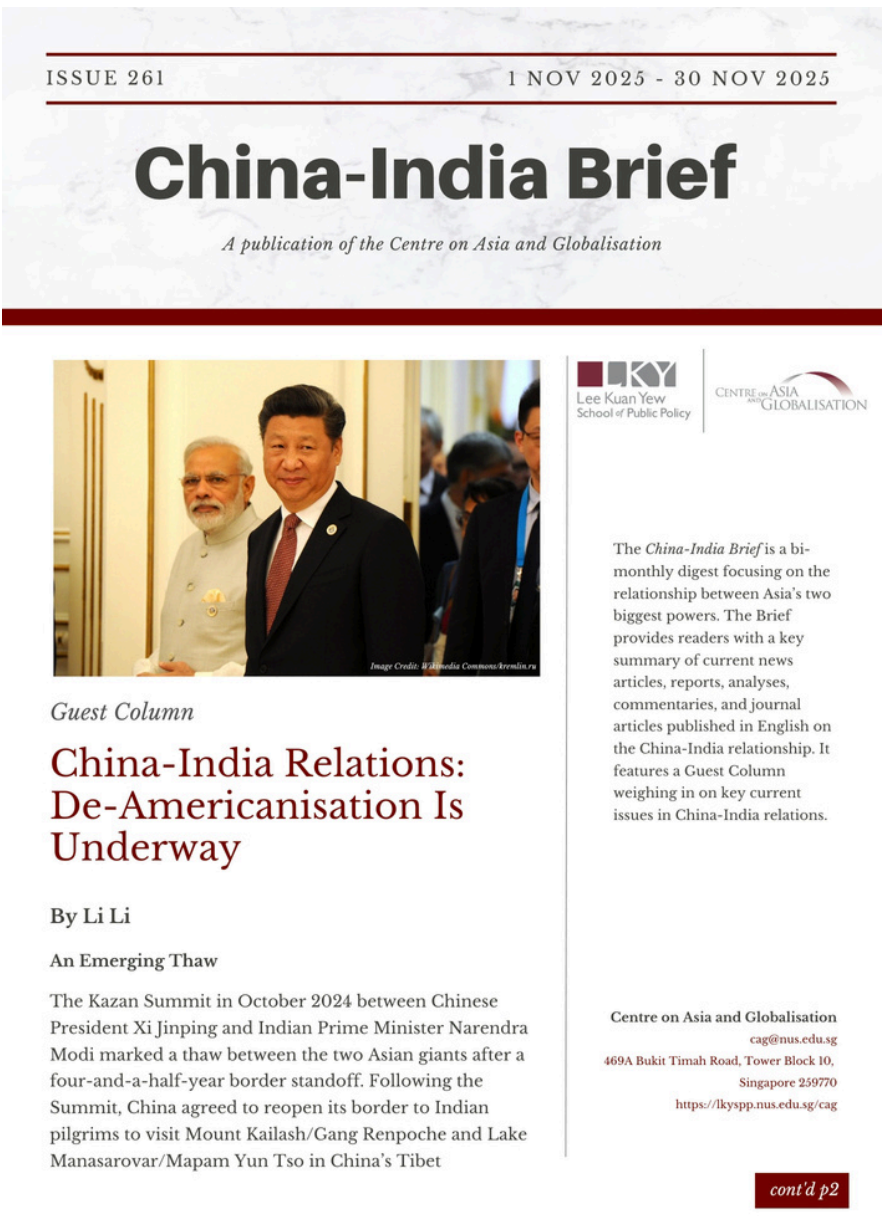 ISSUE 261
1 NOV 2025 - 30 NOV 2025
China-India Brief
A publication of the Centre on Asia and Globalisation
Image Credit: Wikimedia Commons/kremlin.ru
Guest Column
China-India Relations:
De-Americanisation Is
Underway
By Li Li
An Emerging Thaw
The Kazan Summit in October 2024 between Chinese
President Xi Jinping and Indian Prime Minister Narendra
Modi marked a thaw between the two Asian giants after a
four-and-a-half-year border standoff. Following the
Summit, China agreed to reopen its border to Indian
pilgrims to visit Mount Kailash/Gang Renpoche and Lake
Manasarovar/Mapam Yun Tso in China's Tibet
LKY
Lee Kuan Yew
School of Public Policy
CENTRE ON ASIA
AND GLOBALISATION
The China-India Brief is a bi-
monthly digest focusing on the
relationship between Asia's two
biggest powers. The Brief
provides readers with a key
summary of current news
articles, reports, analyses,
commentaries, and journal
articles published in English on
the China-India relationship. It
features a Guest Column
weighing in on key current
issues in China-India relations.
Centre on Asia and Globalisation
cag@nus.edu.sg
469A Bukit Timah Road, Tower Block 10,
Singapore 259770
https://lkyspp.nus.edu.sg/cag
cont'd p2